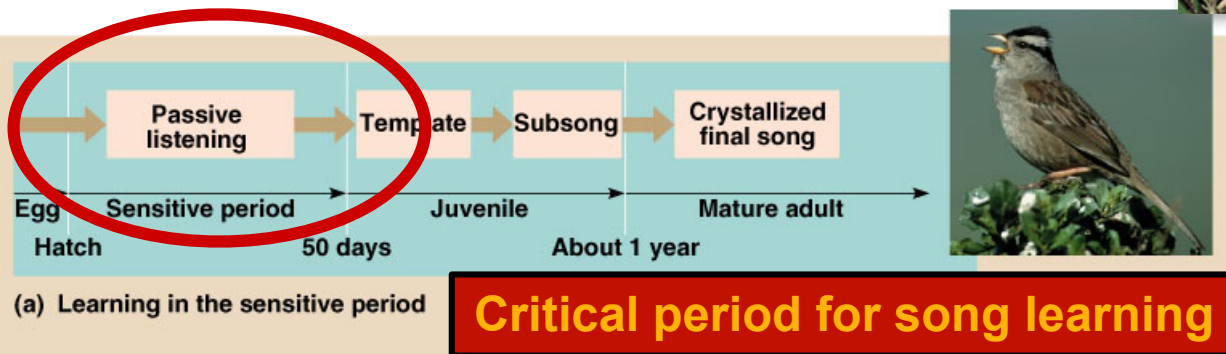 Passive
listening
Template
Subsong
Crystallized
final song
Egg
Sensitive period
Juvenile
Mature adult
Hatch
50 days
About 1 year
(a) Learning in the sensitive period
Critical period for song learning